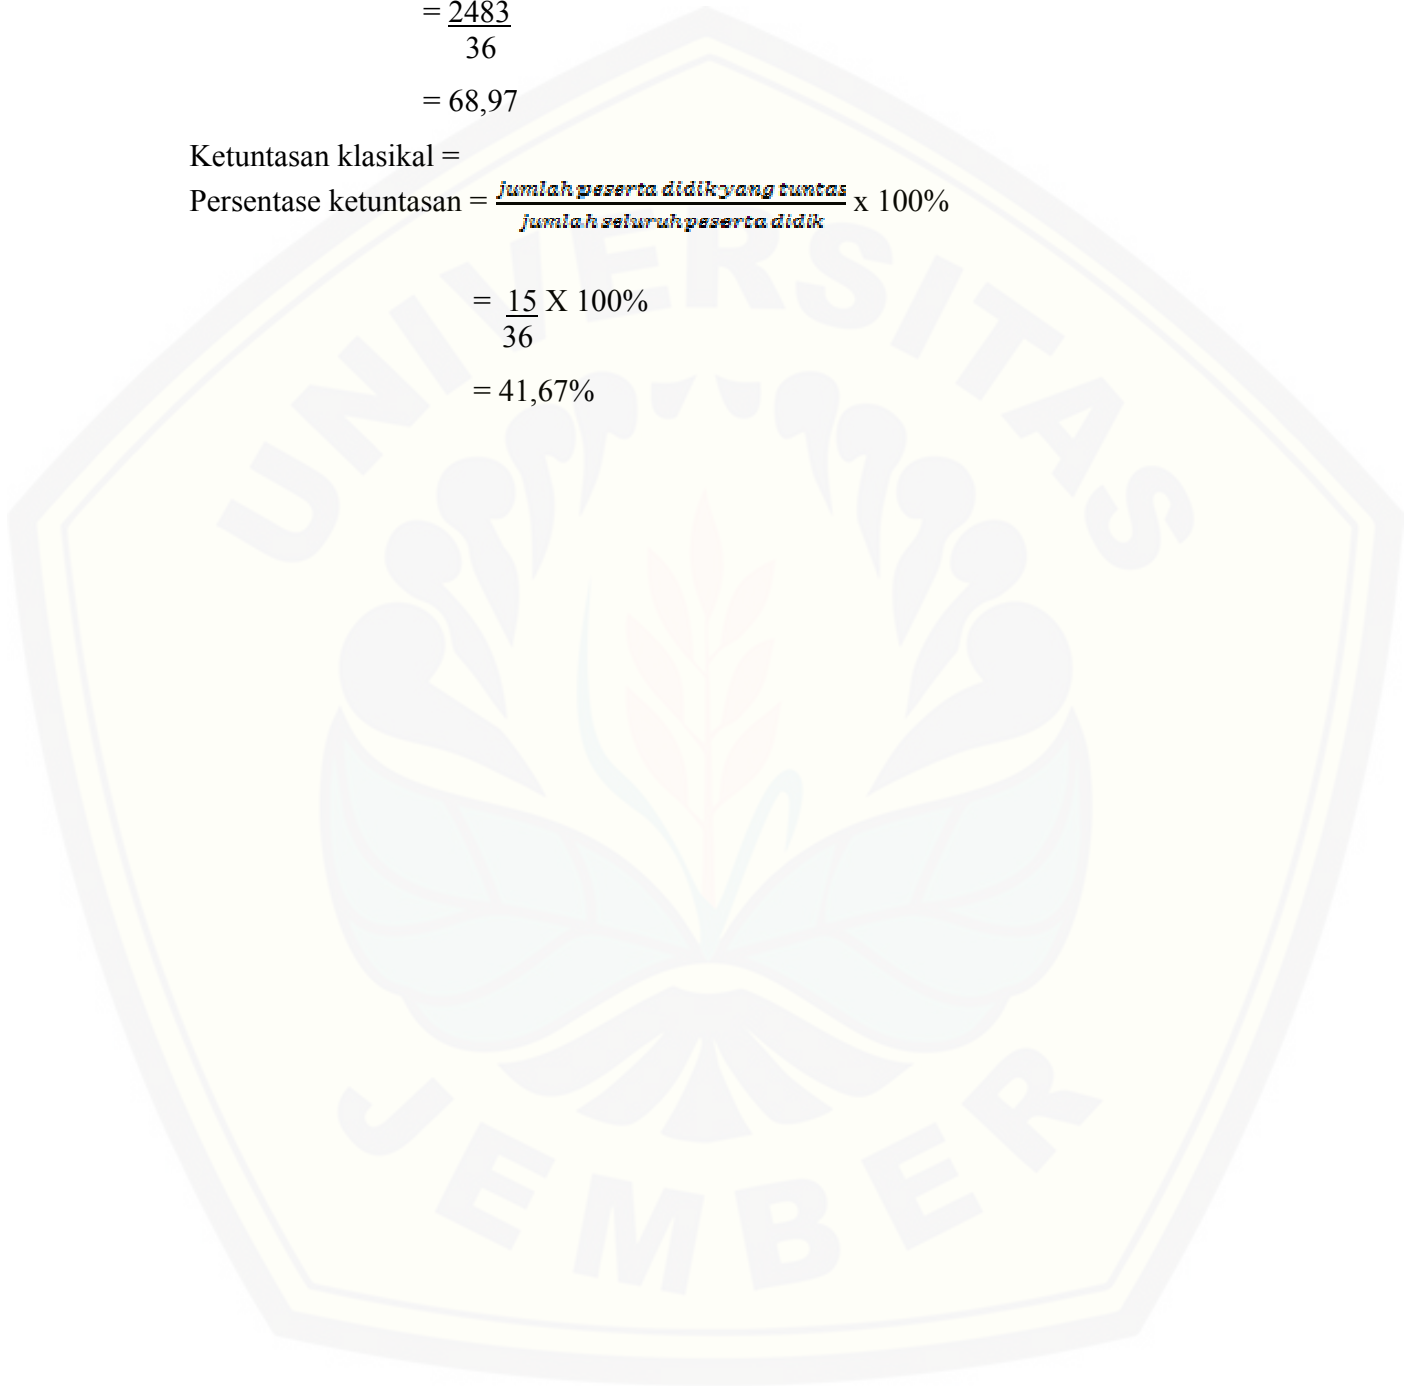 = 2483
36
= 68,97
Ketuntasan klasikal =
Persentase ketuntasan = jumlah peserta didik yang tuntas x 100%
jumlah seluruh peserta didik
= 15 X 100%
36
= 41,67%
UNIVERSITAS
JEMBER